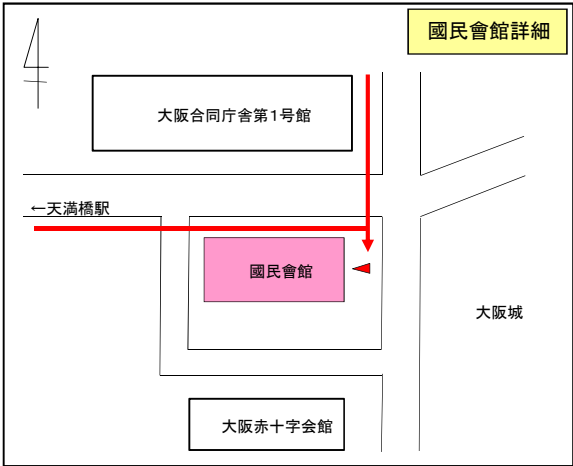 國民會館詳細
大阪合同庁舎第1号館
←天満橋駅
國民會館
大阪城
大阪赤十字会館